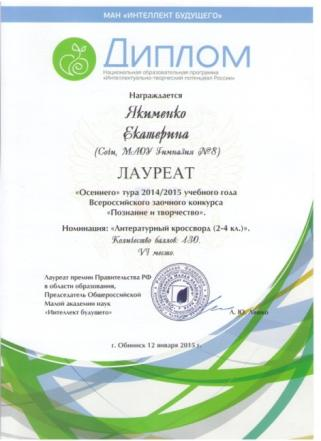 МАН «ИНТЕЛЛЕКТ БУДУЩЕГО»
Диплом
Национальная образовательная программа
«Интеллектуально-творческий потенциал России»
Награждается
Якименко
Екатерина
(Сочи, МАОУ Гимназия №8)
ЛАУРЕАТ
«Осеннего» тура 2014/2015 учебного года
Всероссийского заочного конкурса
«Познание и творчество».
Номинация: «Литературный кроссворд (2-4 кл.)».
Количество баллов: 130.
VI место.
Лауреат премии Правительства РФ
в области образования,
Председатель Общероссийской
Малой академии наук
«Интеллект будущего»
Л. Ю. Ляшко
г. Обнинск 12 января 2015 г.